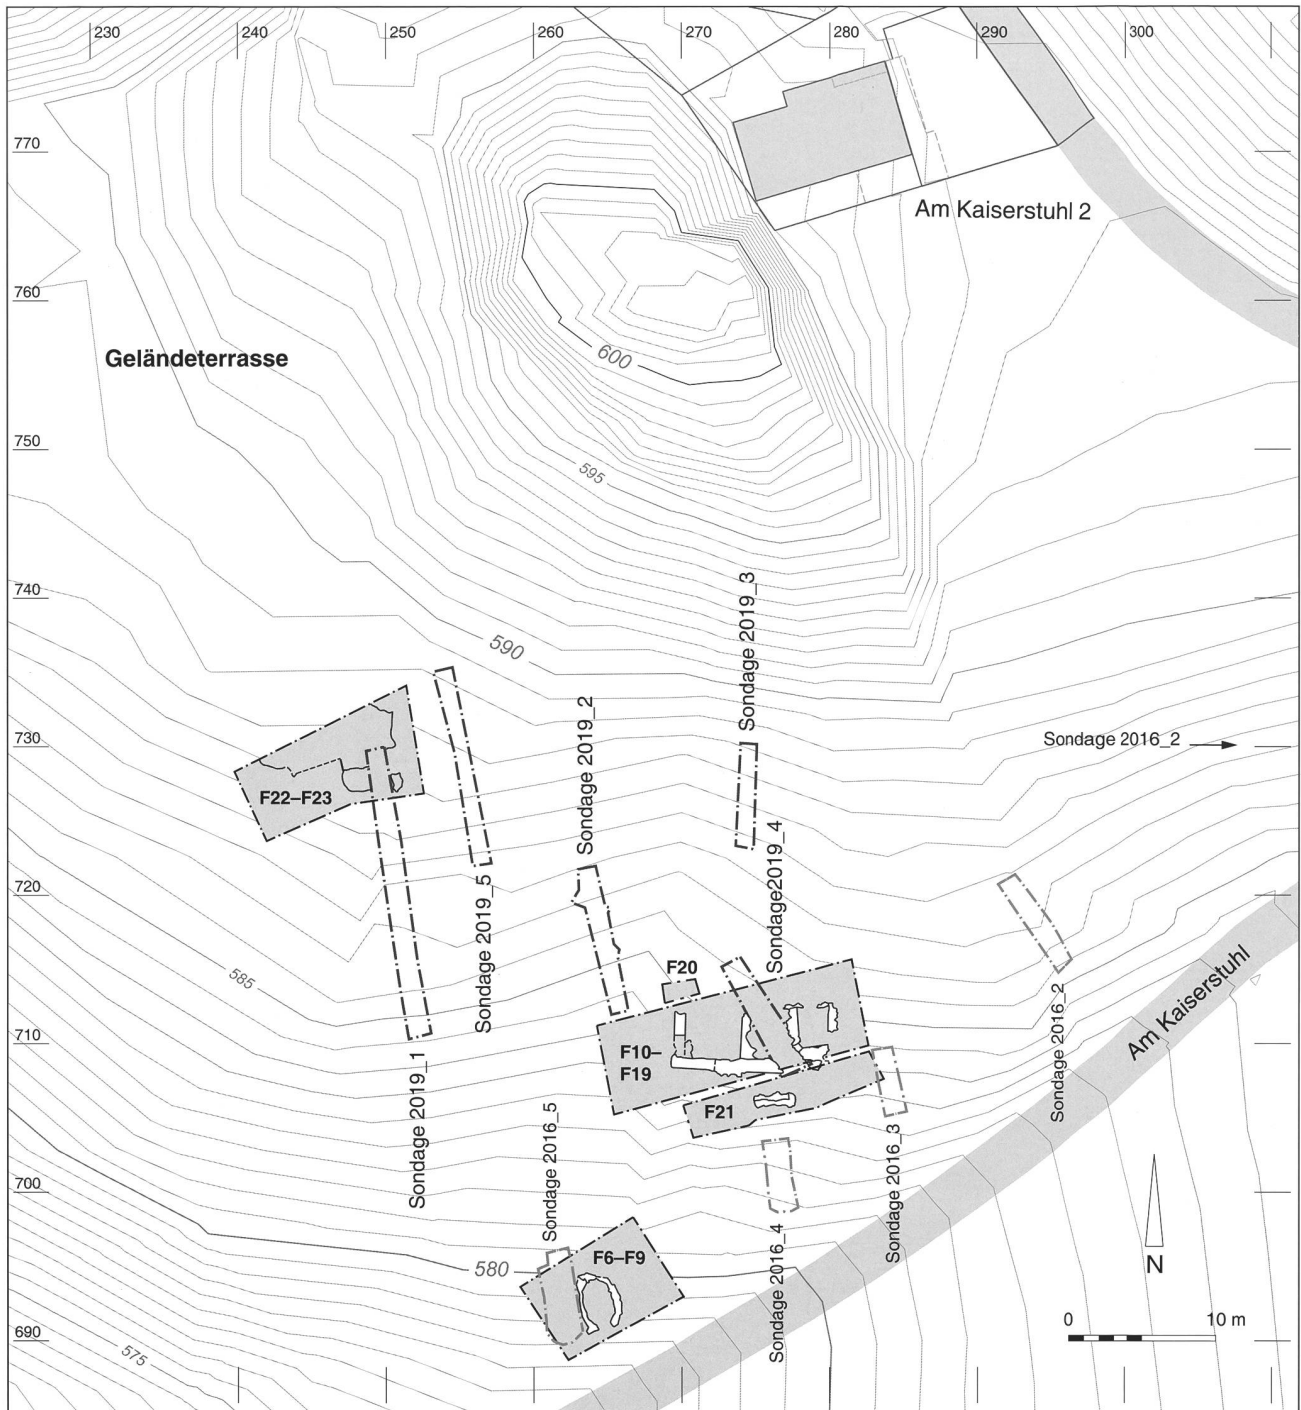 230 240 250 260 270 280 290 300
770
Am Kaiserstuhl 2
760
Geländeterrasse
600
750
595
740
Sondage 2019_3
590
Sondage 2019_2
730
Sondage 2016_2
F22–F23
Sondage2019_4
720
Sondage 2019_5
585
F20
Am Kaiserstuhl
Sondage 2016_2
710
F10–
F19
Sondage 2019_1
F21
Sondage 2016_5
Sondage 2016_3
700
Sondage 2016_4
F6–F9
580
N
0 10 m
690
575